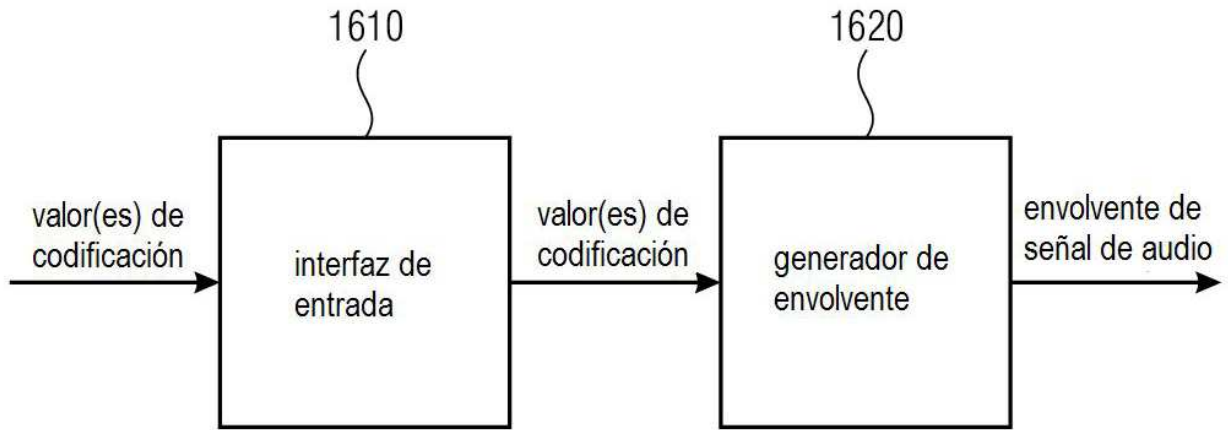 1610
1620
valor(es) de
codificación
interfaz de
entrada
valor(es) de
codificación
generador de
envolvente
envolvente de
señal de audio